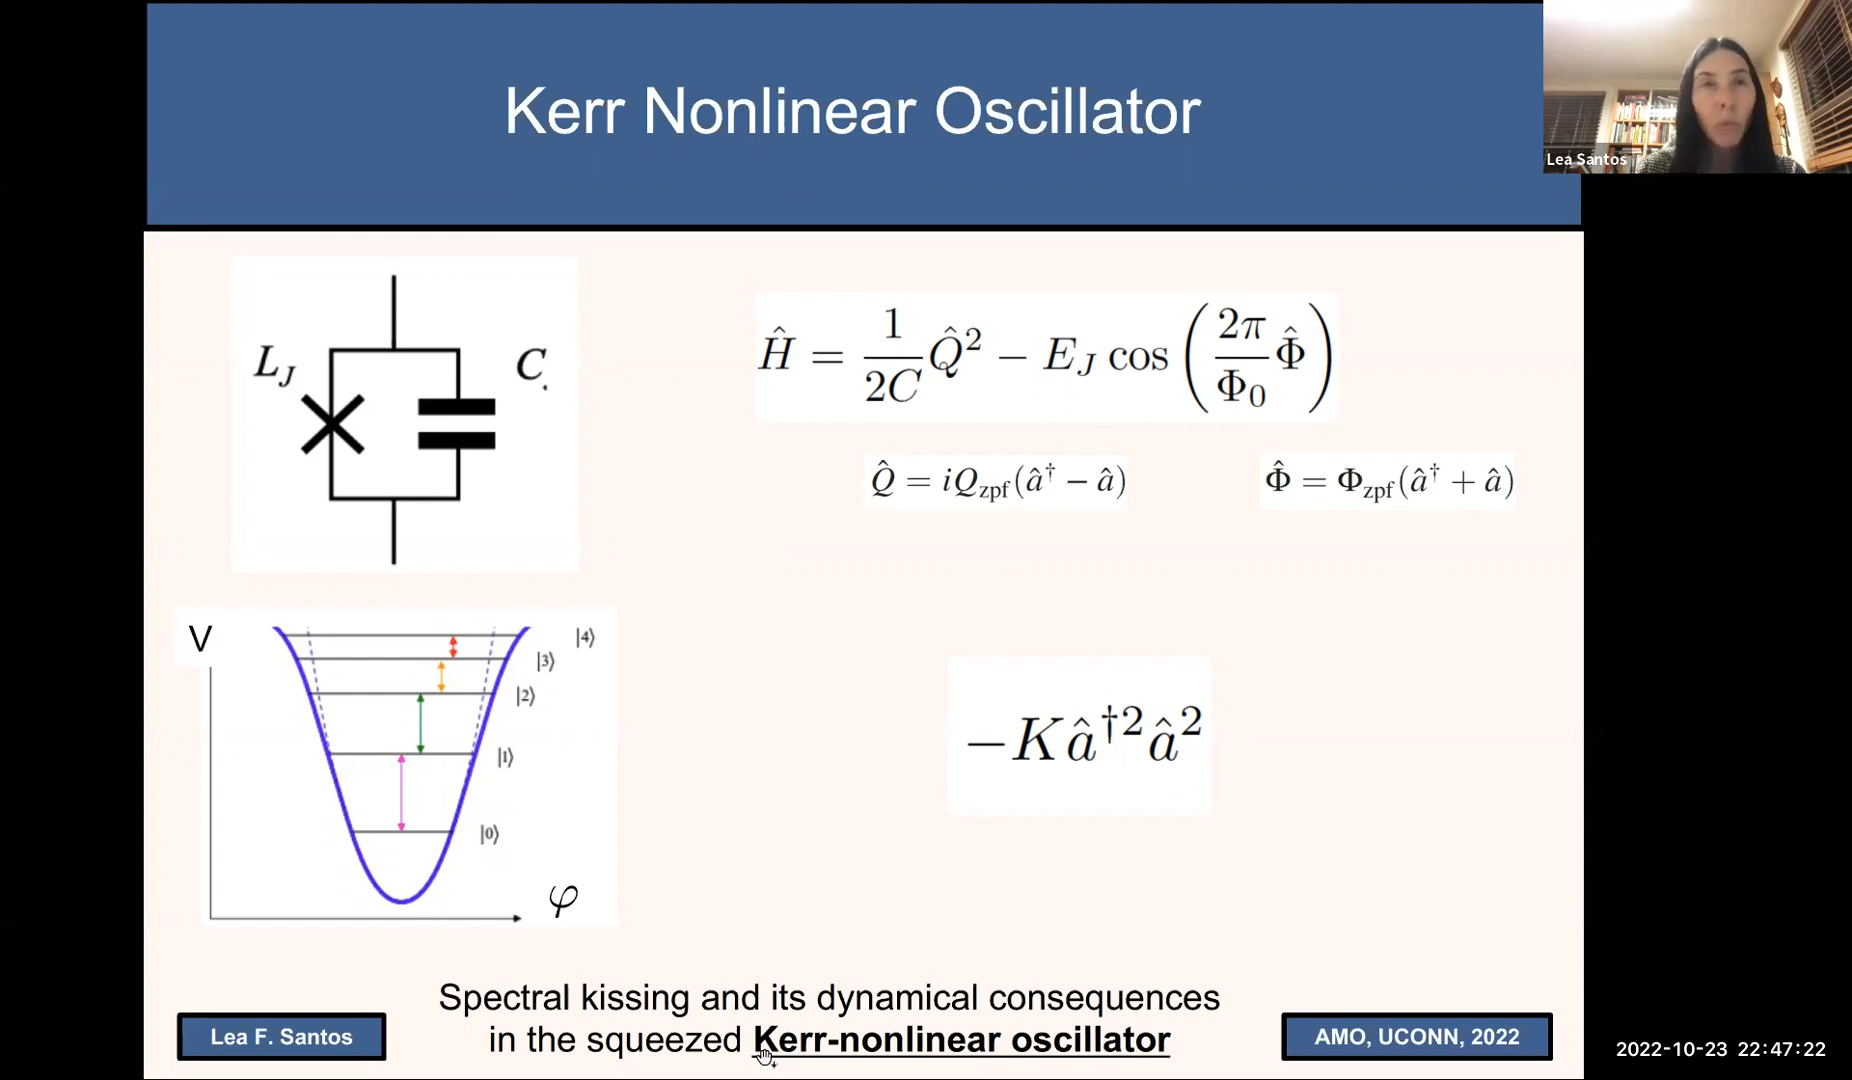 Kerr Nonlinear Oscillator
Lea Santos
L_J
C.
Ĥ = 1/2C Q̂² − E_J cos(2π/Φ₀ Φ̂)
Q̂ = iQ_zpf(â† − â)
Φ̂ = Φ_zpf(â† + â)
V
|4⟩
|3⟩
|2⟩
|1⟩
|0⟩
φ
−Kâ†²â²
Spectral kissing and its dynamical consequences
in the squeezed Kerr-nonlinear oscillator
Lea F. Santos
AMO, UCONN, 2022
2022-10-23 22:47:22